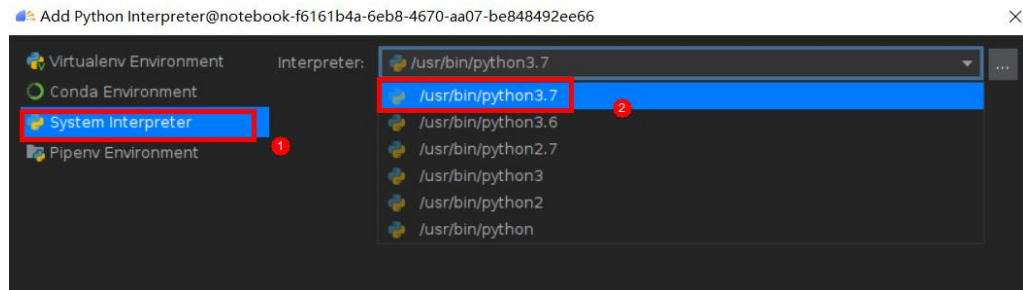 Add Python Interpreter@notebook-f6161b4a-6eb8-4670-aa07-be848492ee66
Virtualenv Environment
Conda Environment
System Interpreter
1
Pipenv Environment
Interpreter: /usr/bin/python3.7
...
/usr/bin/python3.7
2
/usr/bin/python3.6
/usr/bin/python2.7
/usr/bin/python3
/usr/bin/python2
/usr/bin/python